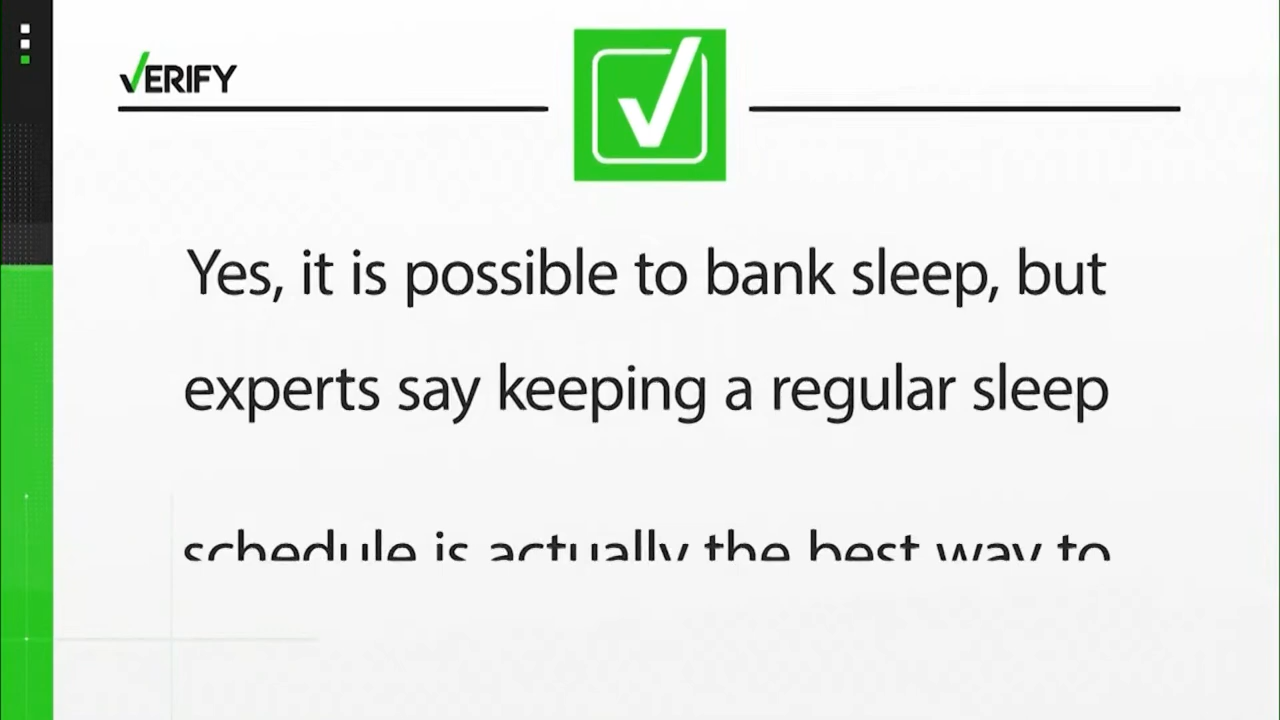 VERIFY
Yes, it is possible to bank sleep, but
experts say keeping a regular sleep
schedule is actually the best way to